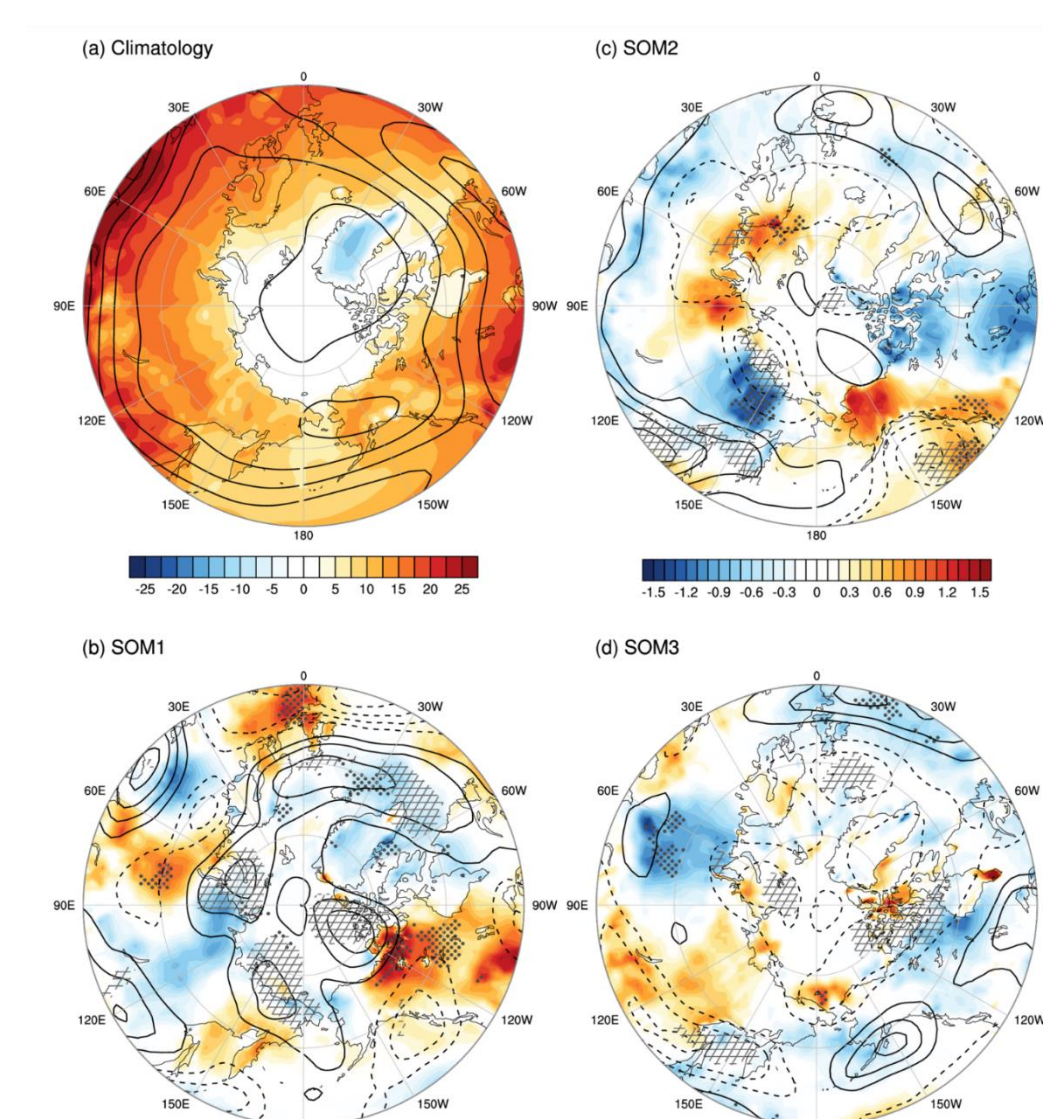 (a) Climatology
0
30E
30W
60E
60W
90E
90W
120E
120W
150E
150W
180
-25 -20 -15 -10 -5 0 5 10 15 20 25
(c) SOM2
0
30E
30W
60E
60W
90E
90W
120E
120W
150E
150W
180
-1.5 -1.2 -0.9 -0.6 -0.3 0 0.3 0.6 0.9 1.2 1.5
(b) SOM1
0
30E
30W
60E
60W
90E
90W
120E
120W
150E
150W
(d) SOM3
0
30E
30W
60E
60W
90E
90W
120E
120W
150E
150W